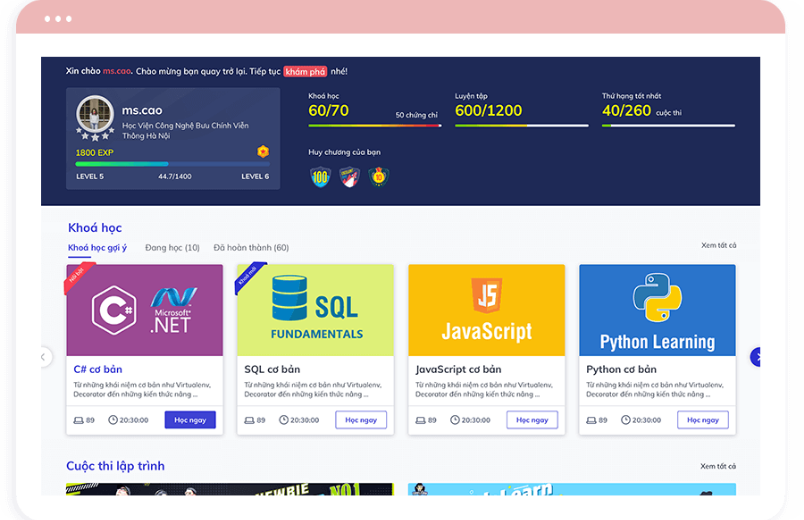 Xin chào ms.cao. Chào mừng bạn quay trở lại. Tiếp tục khám phá nhé!
ms.cao
Học Viện Công Nghệ Bưu Chính Viễn
Thông Hà Nội
1800 EXP
LEVEL 5 44.7/1400 LEVEL 6
Khoá học
60/70 50 chứng chỉ
Luyện tập
600/1200
Thứ hạng tốt nhất
40/260 cuộc thi
Huy chương của bạn
100
Khoá học
Khoá học gợi ý Đang học (10) Đã hoàn thành (60) Xem tất cả
Nổi bật
C#
Microsoft
.NET
C# cơ bản
Từ những khái niệm cơ bản như Virtualenv,
Decorator đến những kiến thức nâng ...
89 20:30:00 Học ngay
Khoá mới
SQL
FUNDAMENTALS
SQL cơ bản
Từ những khái niệm cơ bản như Virtualenv,
Decorator đến những kiến thức nâng ...
89 20:30:00 Học ngay
JS
JavaScript
JavaScript cơ bản
Từ những khái niệm cơ bản như Virtualenv,
Decorator đến những kiến thức nâng ...
89 20:30:00 Học ngay
Python Learning
Python cơ bản
Từ những khái niệm cơ bản như Virtualenv,
Decorator đến những kiến thức nâng ...
89 20:30:00 Học ngay
Cuộc thi lập trình Xem tất cả
NEWBIE NO1
Learn